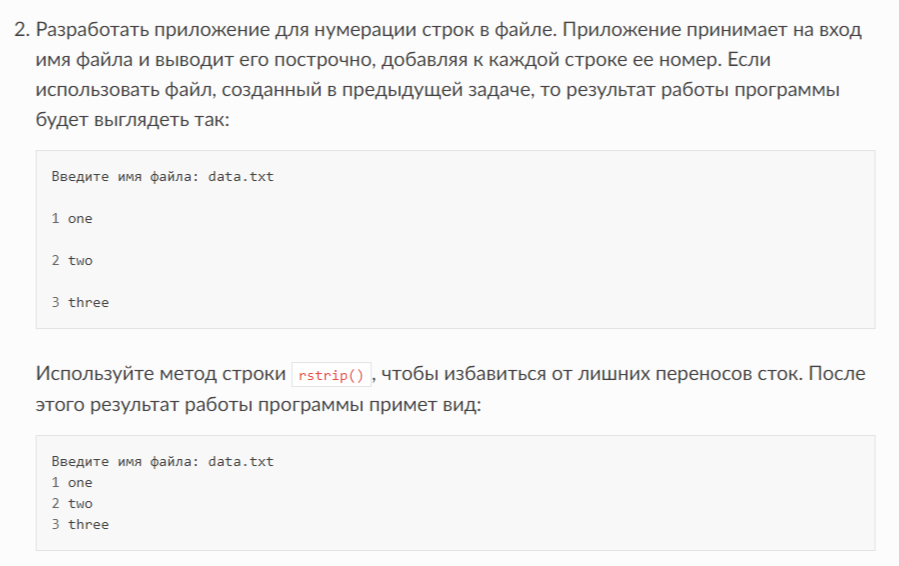 2. Разработать приложение для нумерации строк в файле. Приложение принимает на вход
имя файла и выводит его построчно, добавляя к каждой строке ее номер. Если
использовать файл, созданный в предыдущей задаче, то результат работы программы
будет выглядеть так:
Введите имя файла: data.txt
1 one
2 two
3 three
Используйте метод строки rstrip(), чтобы избавиться от лишних переносов сток. После
этого результат работы программы примет вид:
Введите имя файла: data.txt
1 one
2 two
3 three